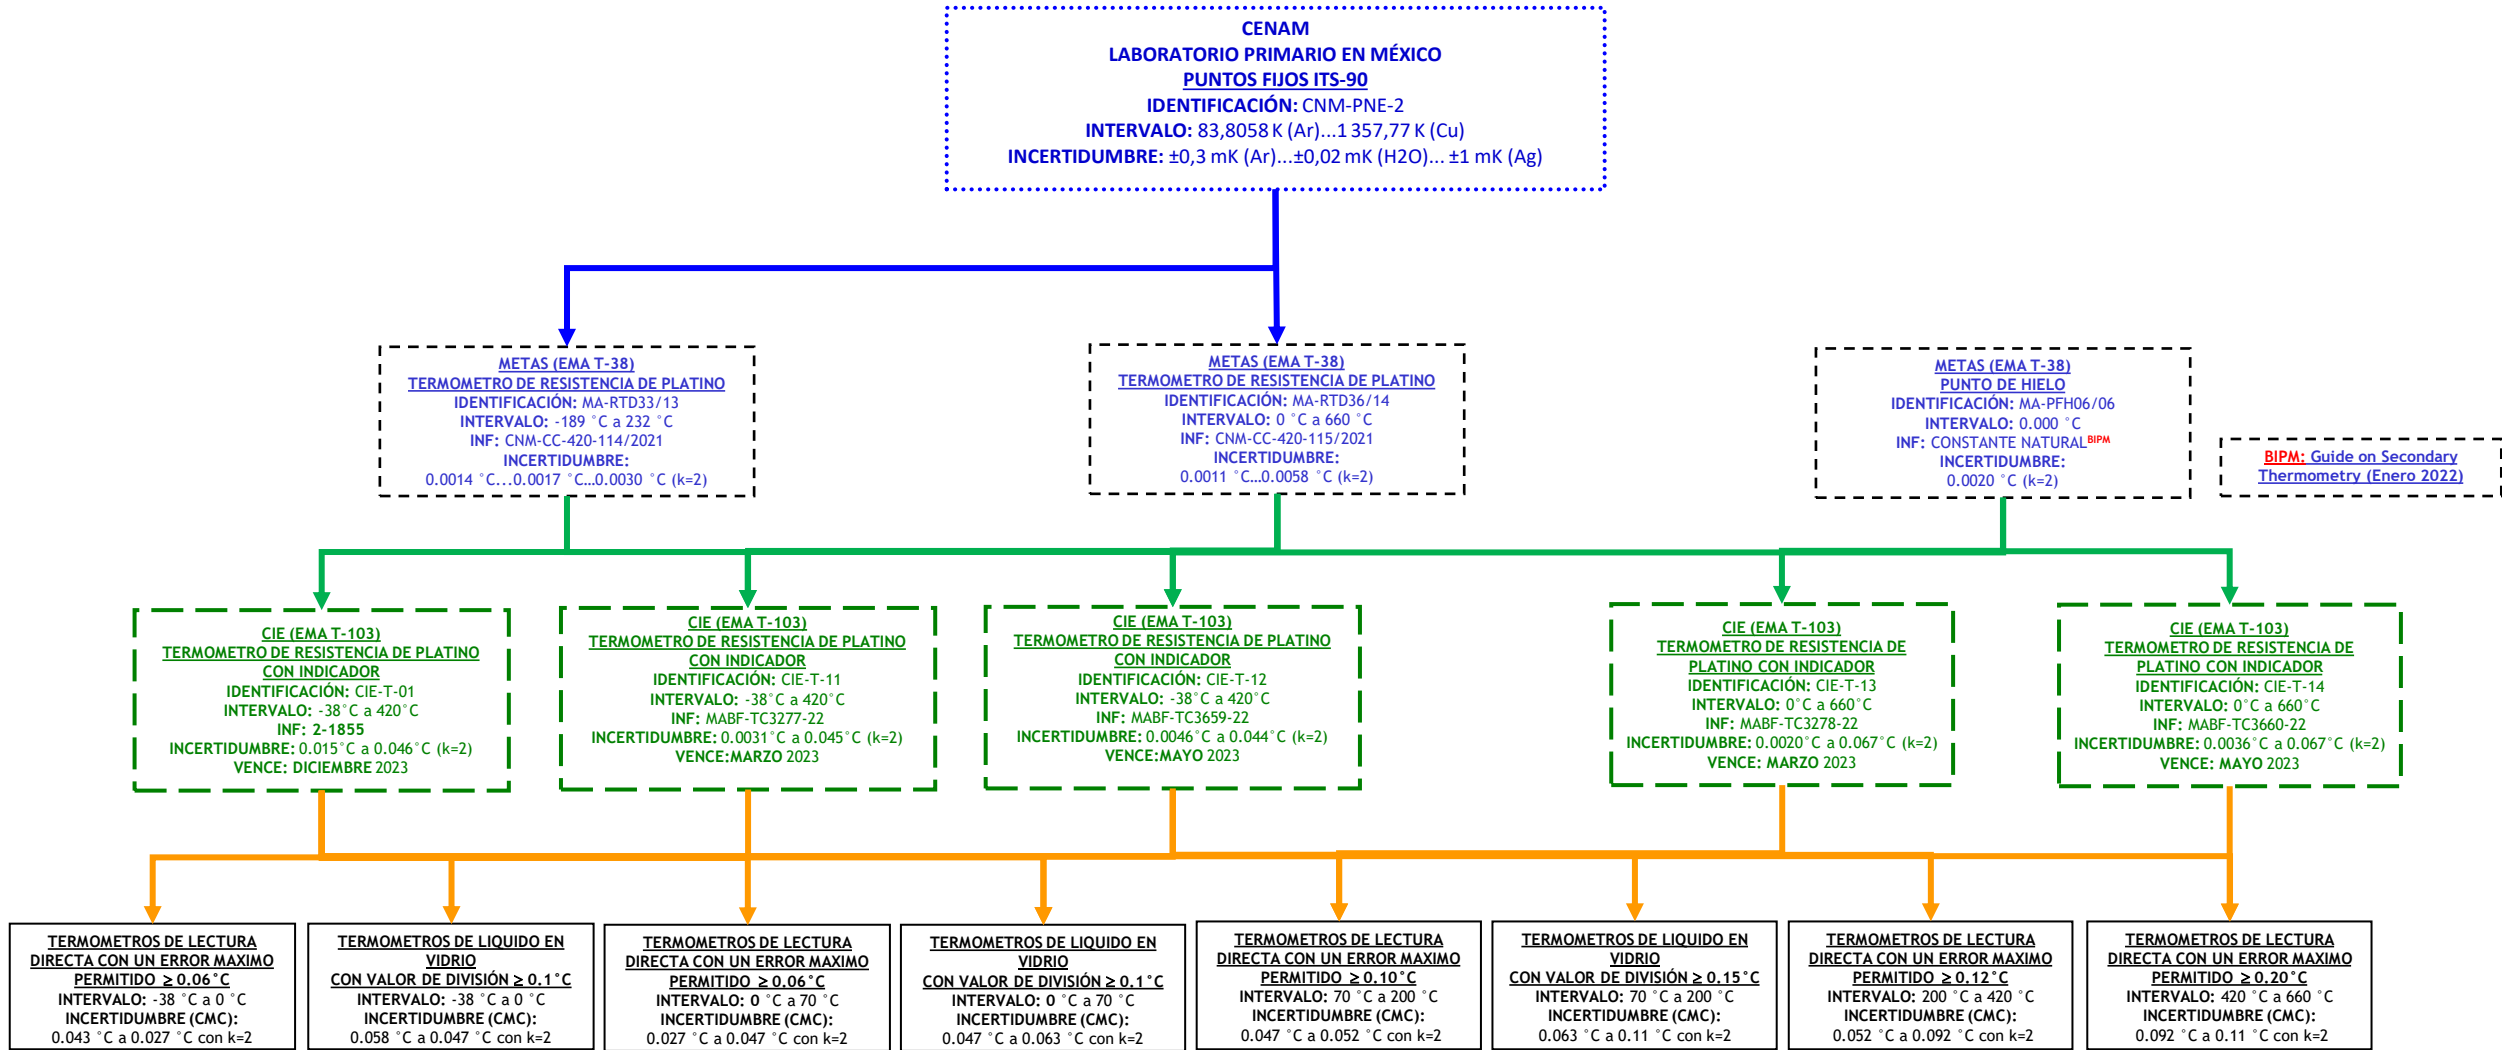 CENAM
LABORATORIO PRIMARIO EN MÉXICO
PUNTOS FIJOS ITS-90
IDENTIFICACIÓN: CNM-PNE-2
INTERVALO: 83,8058 K (Ar)...1 357,77 K (Cu)
INCERTIDUMBRE: ±0,3 mK (Ar)...±0,02 mK (H2O)... ±1 mK (Ag)
METAS (EMA T-38)
TERMOMETRO DE RESISTENCIA DE PLATINO
IDENTIFICACIÓN: MA-RTD33/13
INTERVALO: -189 °C a 232 °C
INF: CNM-CC-420-114/2021
INCERTIDUMBRE:
0.0014 °C...0.0017 °C...0.0030 °C (k=2)
METAS (EMA T-38)
TERMOMETRO DE RESISTENCIA DE PLATINO
IDENTIFICACIÓN: MA-RTD36/14
INTERVALO: 0 °C a 660 °C
INF: CNM-CC-420-115/2021
INCERTIDUMBRE:
0.0011 °C...0.0058 °C (k=2)
METAS (EMA T-38)
PUNTO DE HIELO
IDENTIFICACIÓN: MA-PFH06/06
INTERVALO: 0.000 °C
INF: CONSTANTE NATURAL BIPM
INCERTIDUMBRE:
0.0020 °C (k=2)
BIPM: Guide on Secondary
Thermometry (Enero 2022)
CIE (EMA T-103)
TERMOMETRO DE RESISTENCIA DE PLATINO
CON INDICADOR
IDENTIFICACIÓN: CIE-T-01
INTERVALO: -38°C a 420°C
INF: 2-1855
INCERTIDUMBRE: 0.015°C a 0.046°C (k=2)
VENCE: DICIEMBRE 2023
CIE (EMA T-103)
TERMOMETRO DE RESISTENCIA DE PLATINO
CON INDICADOR
IDENTIFICACIÓN: CIE-T-11
INTERVALO: -38°C a 420°C
INF: MABF-TC3277-22
INCERTIDUMBRE: 0.0031°C a 0.045°C (k=2)
VENCE:MARZO 2023
CIE (EMA T-103)
TERMOMETRO DE RESISTENCIA DE PLATINO
CON INDICADOR
IDENTIFICACIÓN: CIE-T-12
INTERVALO: -38°C a 420°C
INF: MABF-TC3659-22
INCERTIDUMBRE: 0.0046°C a 0.044°C (k=2)
VENCE:MAYO 2023
CIE (EMA T-103)
TERMOMETRO DE RESISTENCIA DE
PLATINO CON INDICADOR
IDENTIFICACIÓN: CIE-T-13
INTERVALO: 0°C a 660°C
INF: MABF-TC3278-22
INCERTIDUMBRE: 0.0020°C a 0.067°C (k=2)
VENCE: MARZO 2023
CIE (EMA T-103)
TERMOMETRO DE RESISTENCIA DE
PLATINO CON INDICADOR
IDENTIFICACIÓN: CIE-T-14
INTERVALO: 0°C a 660°C
INF: MABF-TC3660-22
INCERTIDUMBRE: 0.0036°C a 0.067°C (k=2)
VENCE: MAYO 2023
TERMOMETROS DE LECTURA
DIRECTA CON UN ERROR MAXIMO
PERMITIDO ≥ 0.06°C
INTERVALO: -38 °C a 0 °C
INCERTIDUMBRE (CMC):
0.043 °C a 0.027 °C con k=2
TERMOMETROS DE LIQUIDO EN
VIDRIO
CON VALOR DE DIVISIÓN ≥ 0.1°C
INTERVALO: -38 °C a 0 °C
INCERTIDUMBRE (CMC):
0.058 °C a 0.047 °C con k=2
TERMOMETROS DE LECTURA
DIRECTA CON UN ERROR MAXIMO
PERMITIDO ≥ 0.06°C
INTERVALO: 0 °C a 70 °C
INCERTIDUMBRE (CMC):
0.027 °C a 0.047 °C con k=2
TERMOMETROS DE LIQUIDO EN
VIDRIO
CON VALOR DE DIVISIÓN ≥ 0.1°C
INTERVALO: 0 °C a 70 °C
INCERTIDUMBRE (CMC):
0.047 °C a 0.063 °C con k=2
TERMOMETROS DE LECTURA
DIRECTA CON UN ERROR MAXIMO
PERMITIDO ≥ 0.10°C
INTERVALO: 70 °C a 200 °C
INCERTIDUMBRE (CMC):
0.047 °C a 0.052 °C con k=2
TERMOMETROS DE LIQUIDO EN
VIDRIO
CON VALOR DE DIVISIÓN ≥ 0.15°C
INTERVALO: 70 °C a 200 °C
INCERTIDUMBRE (CMC):
0.063 °C a 0.11 °C con k=2
TERMOMETROS DE LECTURA
DIRECTA CON UN ERROR MAXIMO
PERMITIDO ≥ 0.12°C
INTERVALO: 200 °C a 420 °C
INCERTIDUMBRE (CMC):
0.052 °C a 0.092 °C con k=2
TERMOMETROS DE LECTURA
DIRECTA CON UN ERROR MAXIMO
PERMITIDO ≥ 0.20°C
INTERVALO: 420 °C a 660 °C
INCERTIDUMBRE (CMC):
0.092 °C a 0.11 °C con k=2